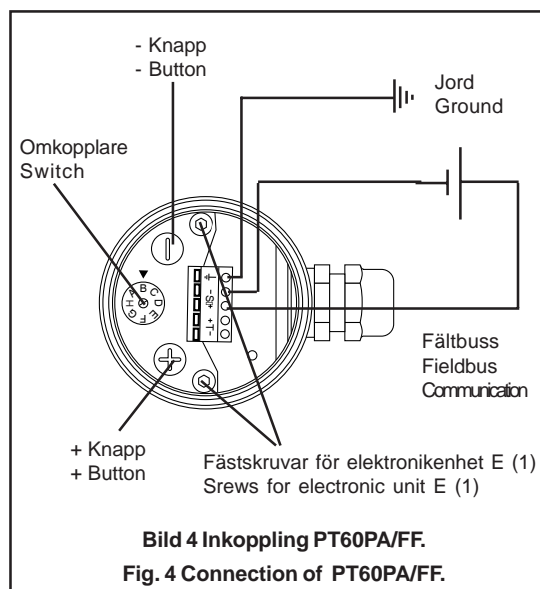 - Knapp
- Button
Jord
Ground
Omkopplare
Switch
A B C D E F G H
- S+ + T -
Fältbuss
Fieldbus
Communication
+ Knapp
+ Button
Fästskruvar för elektronikenhet E (1)
Srews for electronic unit E (1)
Bild 4 Inkoppling PT60PA/FF.
Fig. 4 Connection of PT60PA/FF.